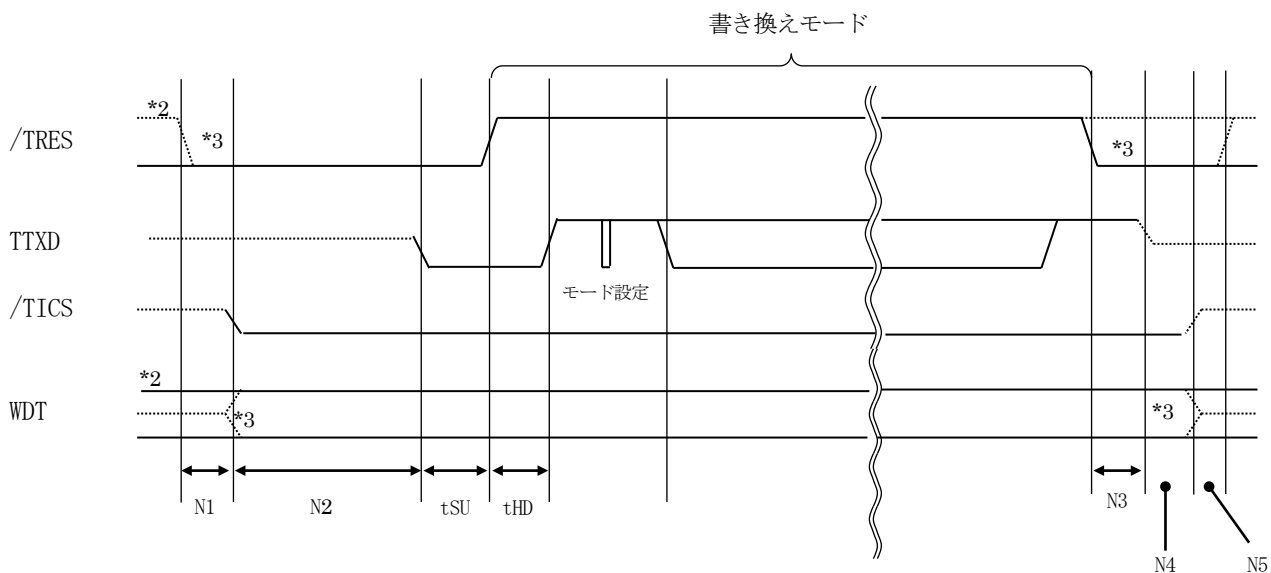 書き換えモード
*2
*3
*3
/TRES
TTXD
モード設定
/TICS
*2
*3
*3
WDT
N1
N2
tSU
tHD
N3
N4
N5